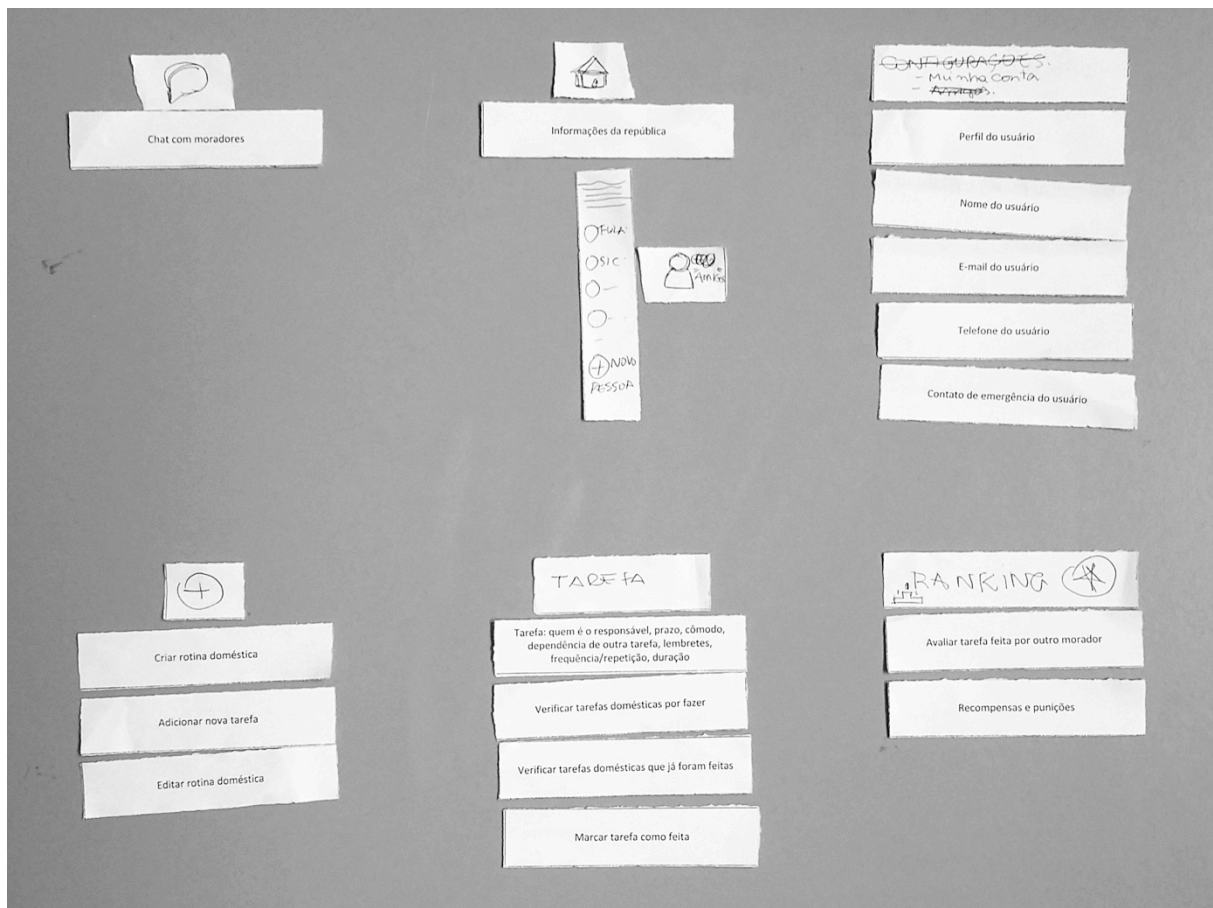 Chat com moradores
Informações da república
FULA
SIC
AMIGOS
NOVO
PESSOA
CONFIGURAÇÕES.
- Minha conta
- Amigos.
Perfil do usuário
Nome do usuário
E-mail do usuário
Telefone do usuário
Contato de emergência do usuário
Criar rotina doméstica
Adicionar nova tarefa
Editar rotina doméstica
TAREFA
Tarefa: quem é o responsável, prazo, cômodo,
dependência de outra tarefa, lembretes,
frequência/repetição, duração
Verificar tarefas domésticas por fazer
Verificar tarefas domésticas que já foram feitas
Marcar tarefa como feita
RANKING
Avaliar tarefa feita por outro morador
Recompensas e punições